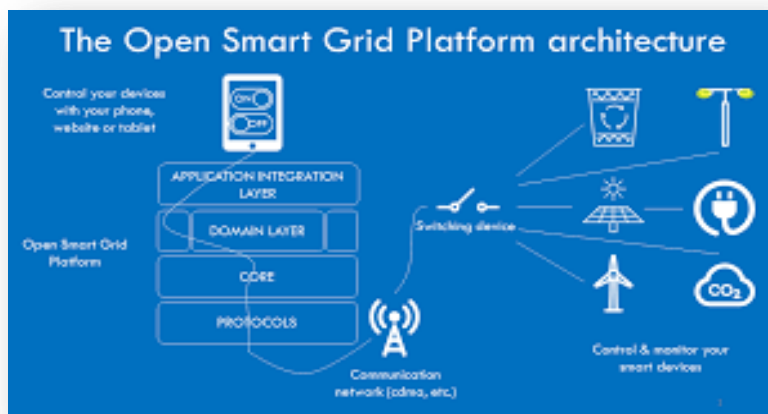 The Open Smart Grid Platform architecture
Control your devices
with your phone,
website or tablet
ON
OFF
APPLICATION INTEGRATION
LAYER
DOMAIN LAYER
Open Smart Grid
Platform
CORE
PROTOCOLS
Switching device
Communication
network (cdma, etc.)
CO2
Control & monitor your
smart devices